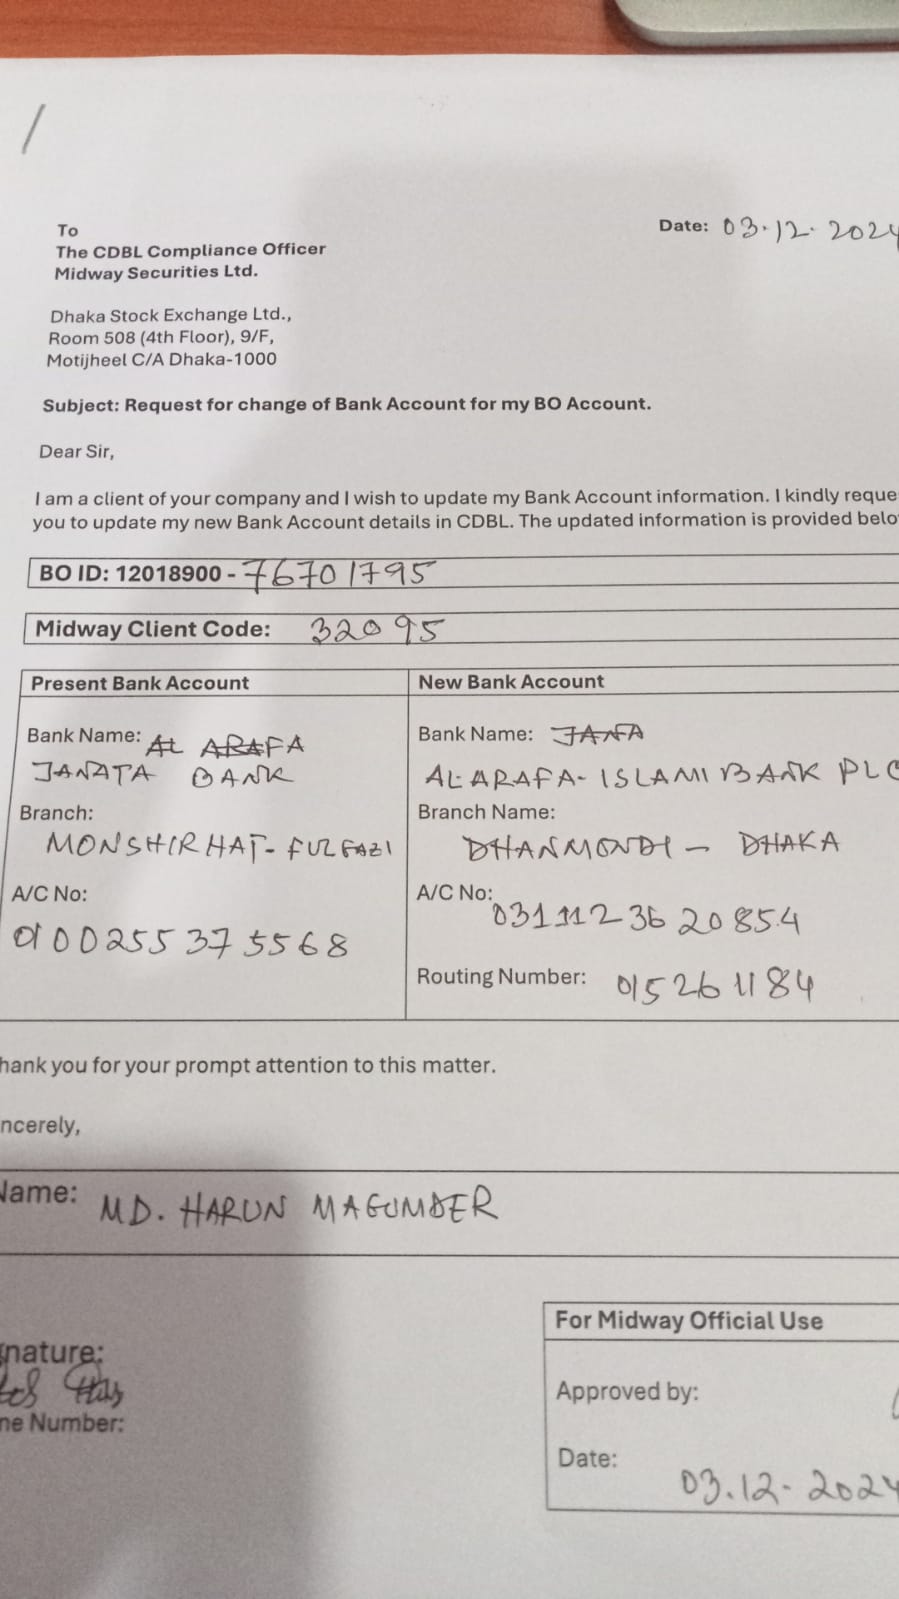 To
The CDBL Compliance Officer
Midway Securities Ltd.
Date: 03.12.2024
Dhaka Stock Exchange Ltd.,
Room 508 (4th Floor), 9/F,
Motijheel C/A Dhaka-1000
Subject: Request for change of Bank Account for my BO Account.
Dear Sir,
I am a client of your company and I wish to update my Bank Account information. I kindly reque
you to update my new Bank Account details in CDBL. The updated information is provided belo
BO ID: 12018900 - 76701795
Midway Client Code: 32095
Present Bank Account
Bank Name: AL ARAFA
JANATA BANK
Branch:
MONSHIRHAT - FULGAZI
A/C No:
0100255375568
New Bank Account
Bank Name: JANA
AL-ARAFA-ISLAMI BANK PLC
Branch Name:
DHANMONDI - DHAKA
A/C No:
0311123620854
Routing Number: 015261184
hank you for your prompt attention to this matter.
ncerely,
Name: MD. HARUN MAGUMDER
nature:
ne Number:
For Midway Official Use
Approved by:
Date: 03.12.2024